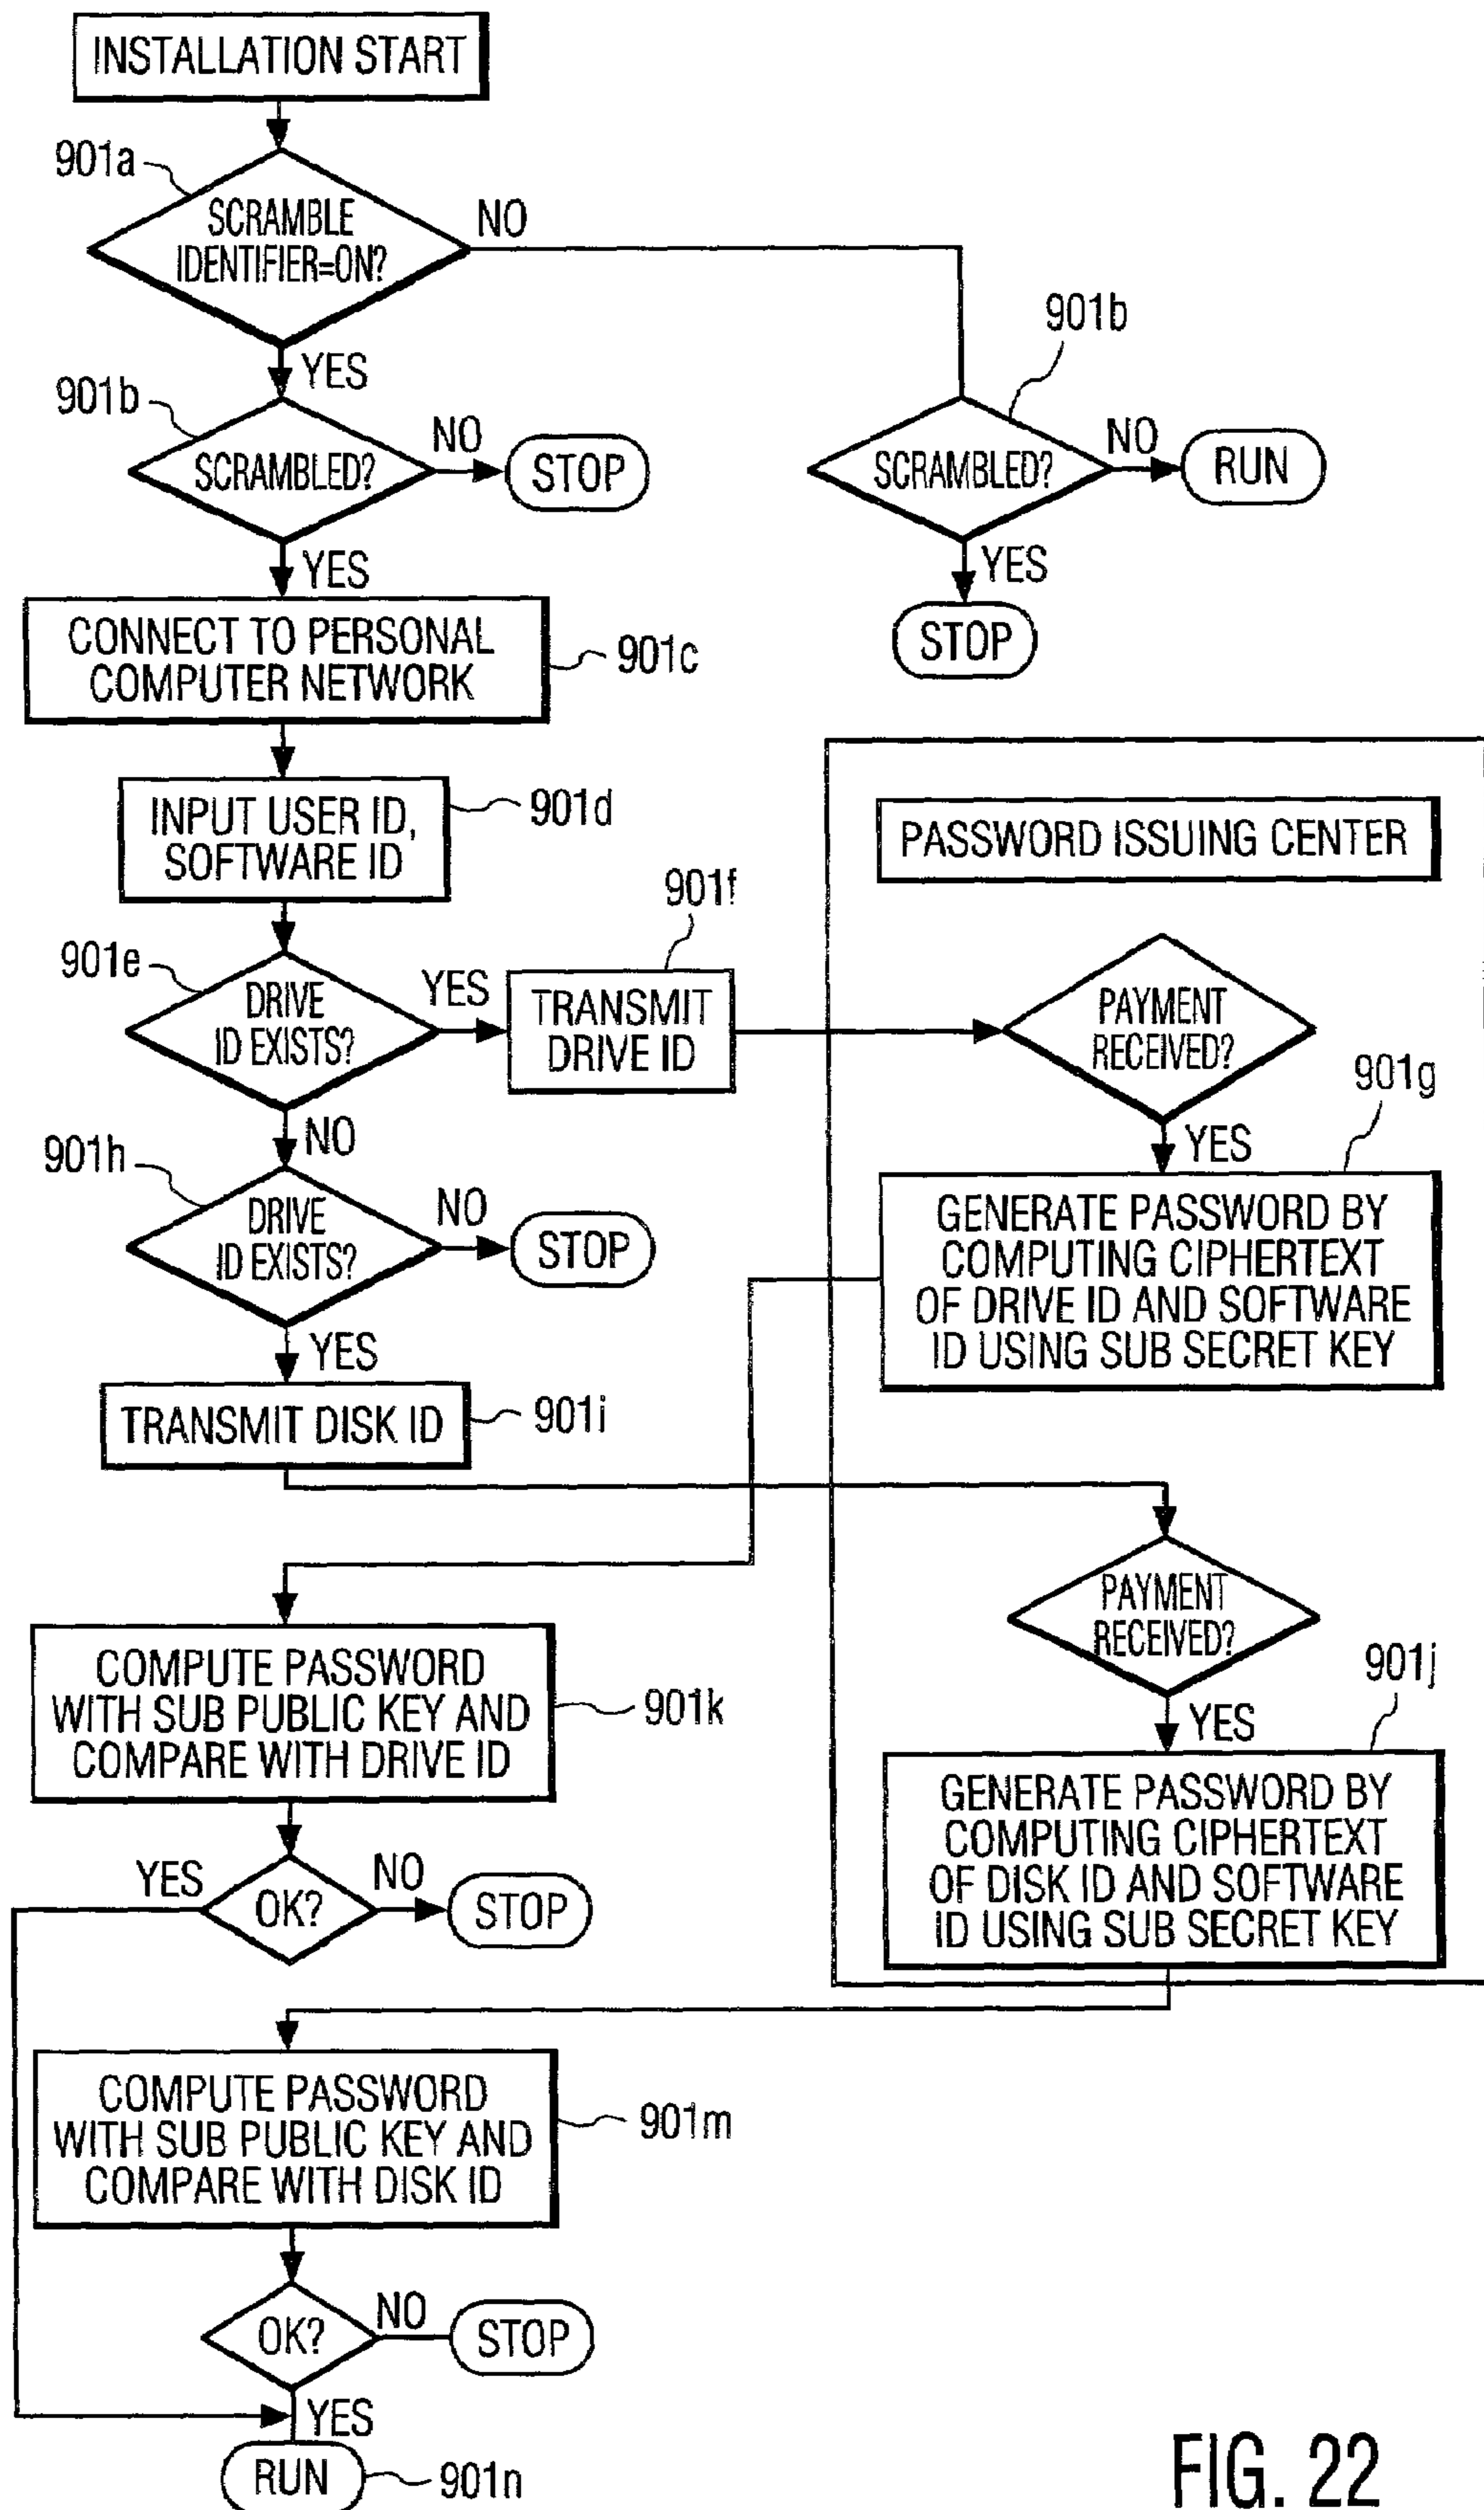 INSTALLATION START
901a
SCRAMBLE
IDENTIFIER=ON?
NO
YES
901b
SCRAMBLED?
NO
STOP
901b
SCRAMBLED?
NO
RUN
YES
STOP
YES
CONNECT TO PERSONAL
COMPUTER NETWORK
901c
INPUT USER ID,
SOFTWARE ID
901d
PASSWORD ISSUING CENTER
901e
DRIVE
ID EXISTS?
YES
901f
TRANSMIT
DRIVE ID
PAYMENT
RECEIVED?
YES
901g
GENERATE PASSWORD BY
COMPUTING CIPHERTEXT
OF DRIVE ID AND SOFTWARE
ID USING SUB SECRET KEY
NO
901h
DRIVE
ID EXISTS?
NO
STOP
YES
TRANSMIT DISK ID
901i
PAYMENT
RECEIVED?
YES
901j
GENERATE PASSWORD BY
COMPUTING CIPHERTEXT
OF DISK ID AND SOFTWARE
ID USING SUB SECRET KEY
COMPUTE PASSWORD
WITH SUB PUBLIC KEY AND
COMPARE WITH DRIVE ID
901k
YES
OK?
NO
STOP
COMPUTE PASSWORD
WITH SUB PUBLIC KEY AND
COMPARE WITH DISK ID
901m
OK?
NO
STOP
YES
RUN
901n
FIG. 22